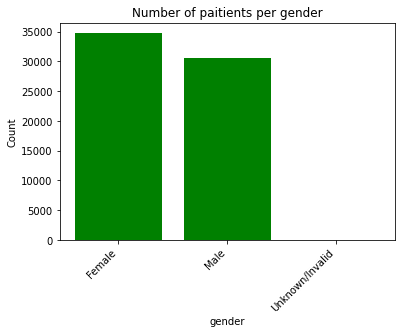 Number of paitients per gender
35000
30000
25000
20000
15000
10000
5000
0
Count
Female
Male
Unknown/Invalid
gender